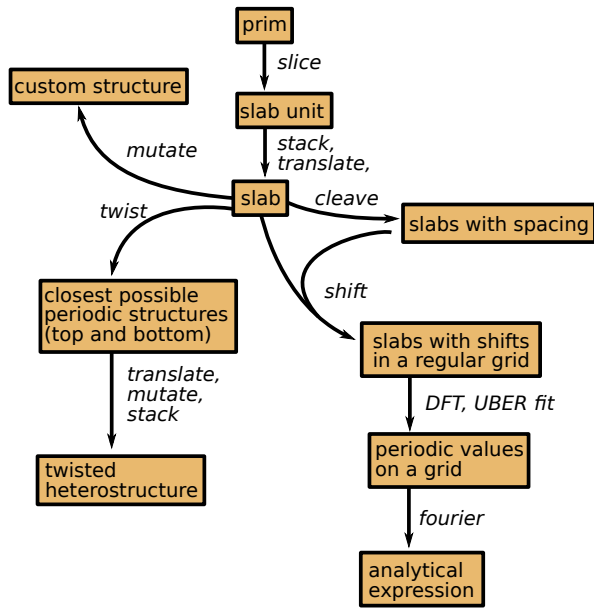 prim
slice
custom structure
slab unit
stack,
translate,
mutate
slab
cleave
twist
slabs with spacing
closest possible
periodic structures
(top and bottom)
shift
slabs with shifts
in a regular grid
translate,
mutate,
stack
DFT, UBER fit
periodic values
on a grid
twisted
heterostructure
fourier
analytical
expression